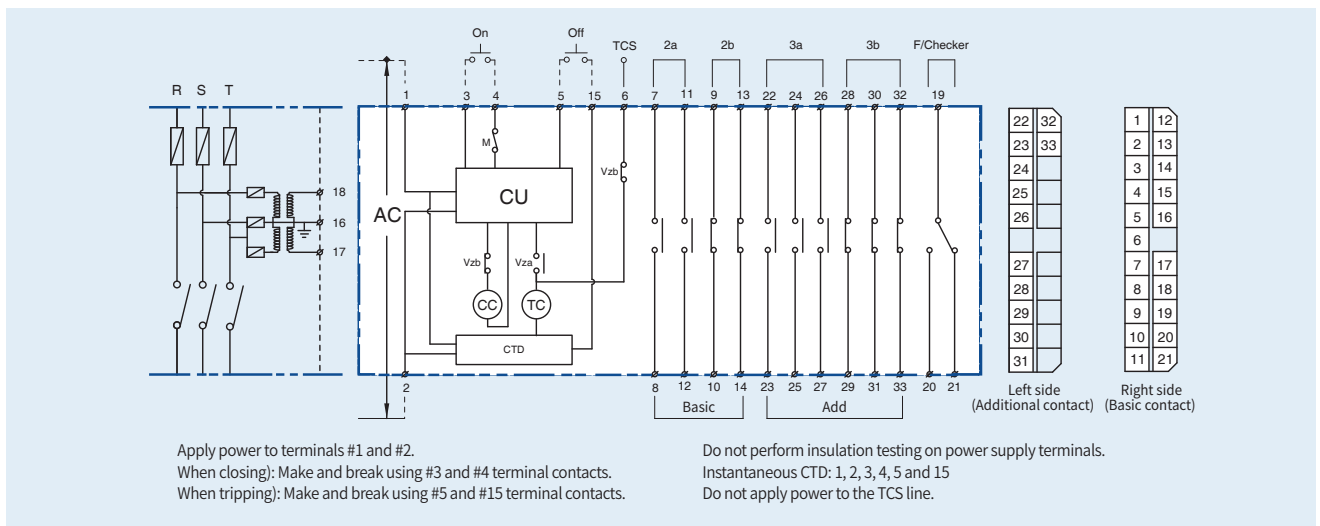 On Off TCS 2a 2b 3a 3b F/Checker
R S T
1 3 4 5 15 6 7 11 9 13 22 24 26 28 30 32 19
M
Vzb
CU
AC
18
16
17
Vzb Vza
CC TC
CTD
2 8 12 10 14 23 25 27 29 31 33 20 21
Basic Add
22 32
23 33
24
25
26
27
28
29
30
31
Left side
(Additional contact)
1 12
2 13
3 14
4 15
5 16
6
7 17
8 18
9 19
10 20
11 21
Right side
(Basic contact)
Apply power to terminals #1 and #2.
When closing): Make and break using #3 and #4 terminal contacts.
When tripping): Make and break using #5 and #15 terminal contacts.
Do not perform insulation testing on power supply terminals.
Instantaneous CTD: 1, 2, 3, 4, 5 and 15
Do not apply power to the TCS line.